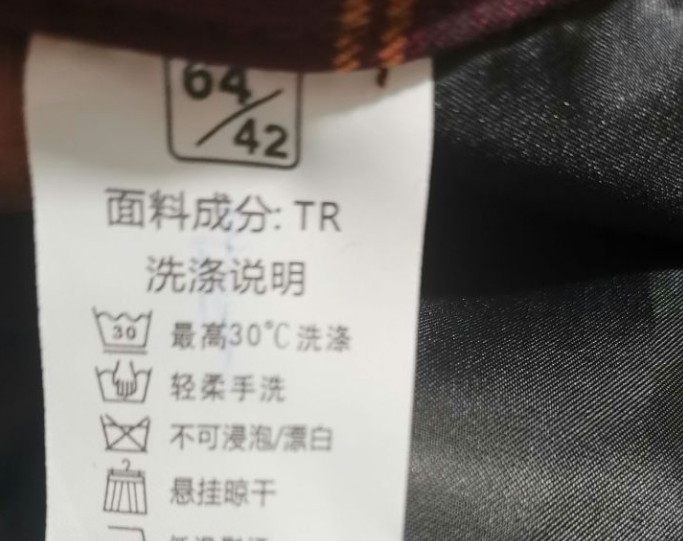 64/42
面料成分: TR
洗涤说明
30 最高30℃洗涤
轻柔手洗
不可浸泡/漂白
悬挂晾干